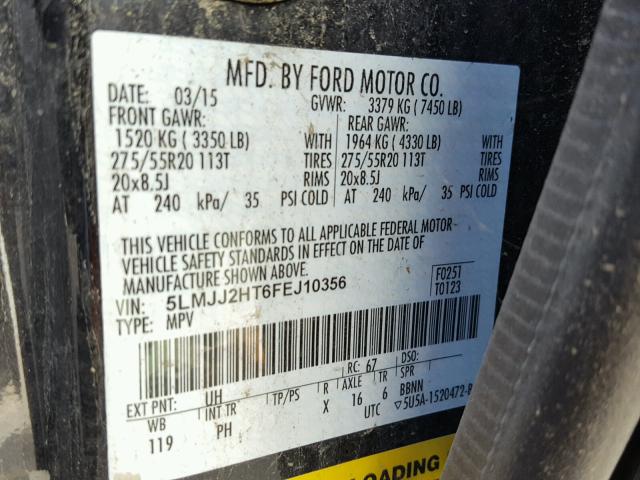 MFD. BY FORD MOTOR CO.
DATE: 03/15 GVWR: 3379 KG ( 7450 LB)
FRONT GAWR: REAR GAWR:
1520 KG ( 3350 LB) WITH 1964 KG ( 4330 LB) WITH
275/55R20 113T TIRES 275/55R20 113T TIRES
20x8.5J RIMS 20x8.5J RIMS
AT 240 kPa/ 35 PSI COLD AT 240 kPa/ 35 PSI COLD
THIS VEHICLE CONFORMS TO ALL APPLICABLE FEDERAL MOTOR
VEHICLE SAFETY STANDARDS IN EFFECT ON THE DATE OF
MANUFACTURE SHOWN ABOVE.
VIN: 5LMJJ2HT6FEJ10356 F0251
TYPE: MPV T0123
RC: 67 DSO:
EXT PNT: UH TP/PS R AXLE TR SPR
WB INT TR X 16 6 BBNN
119 PH UTC ▽5U5A-1520472-
LOADING